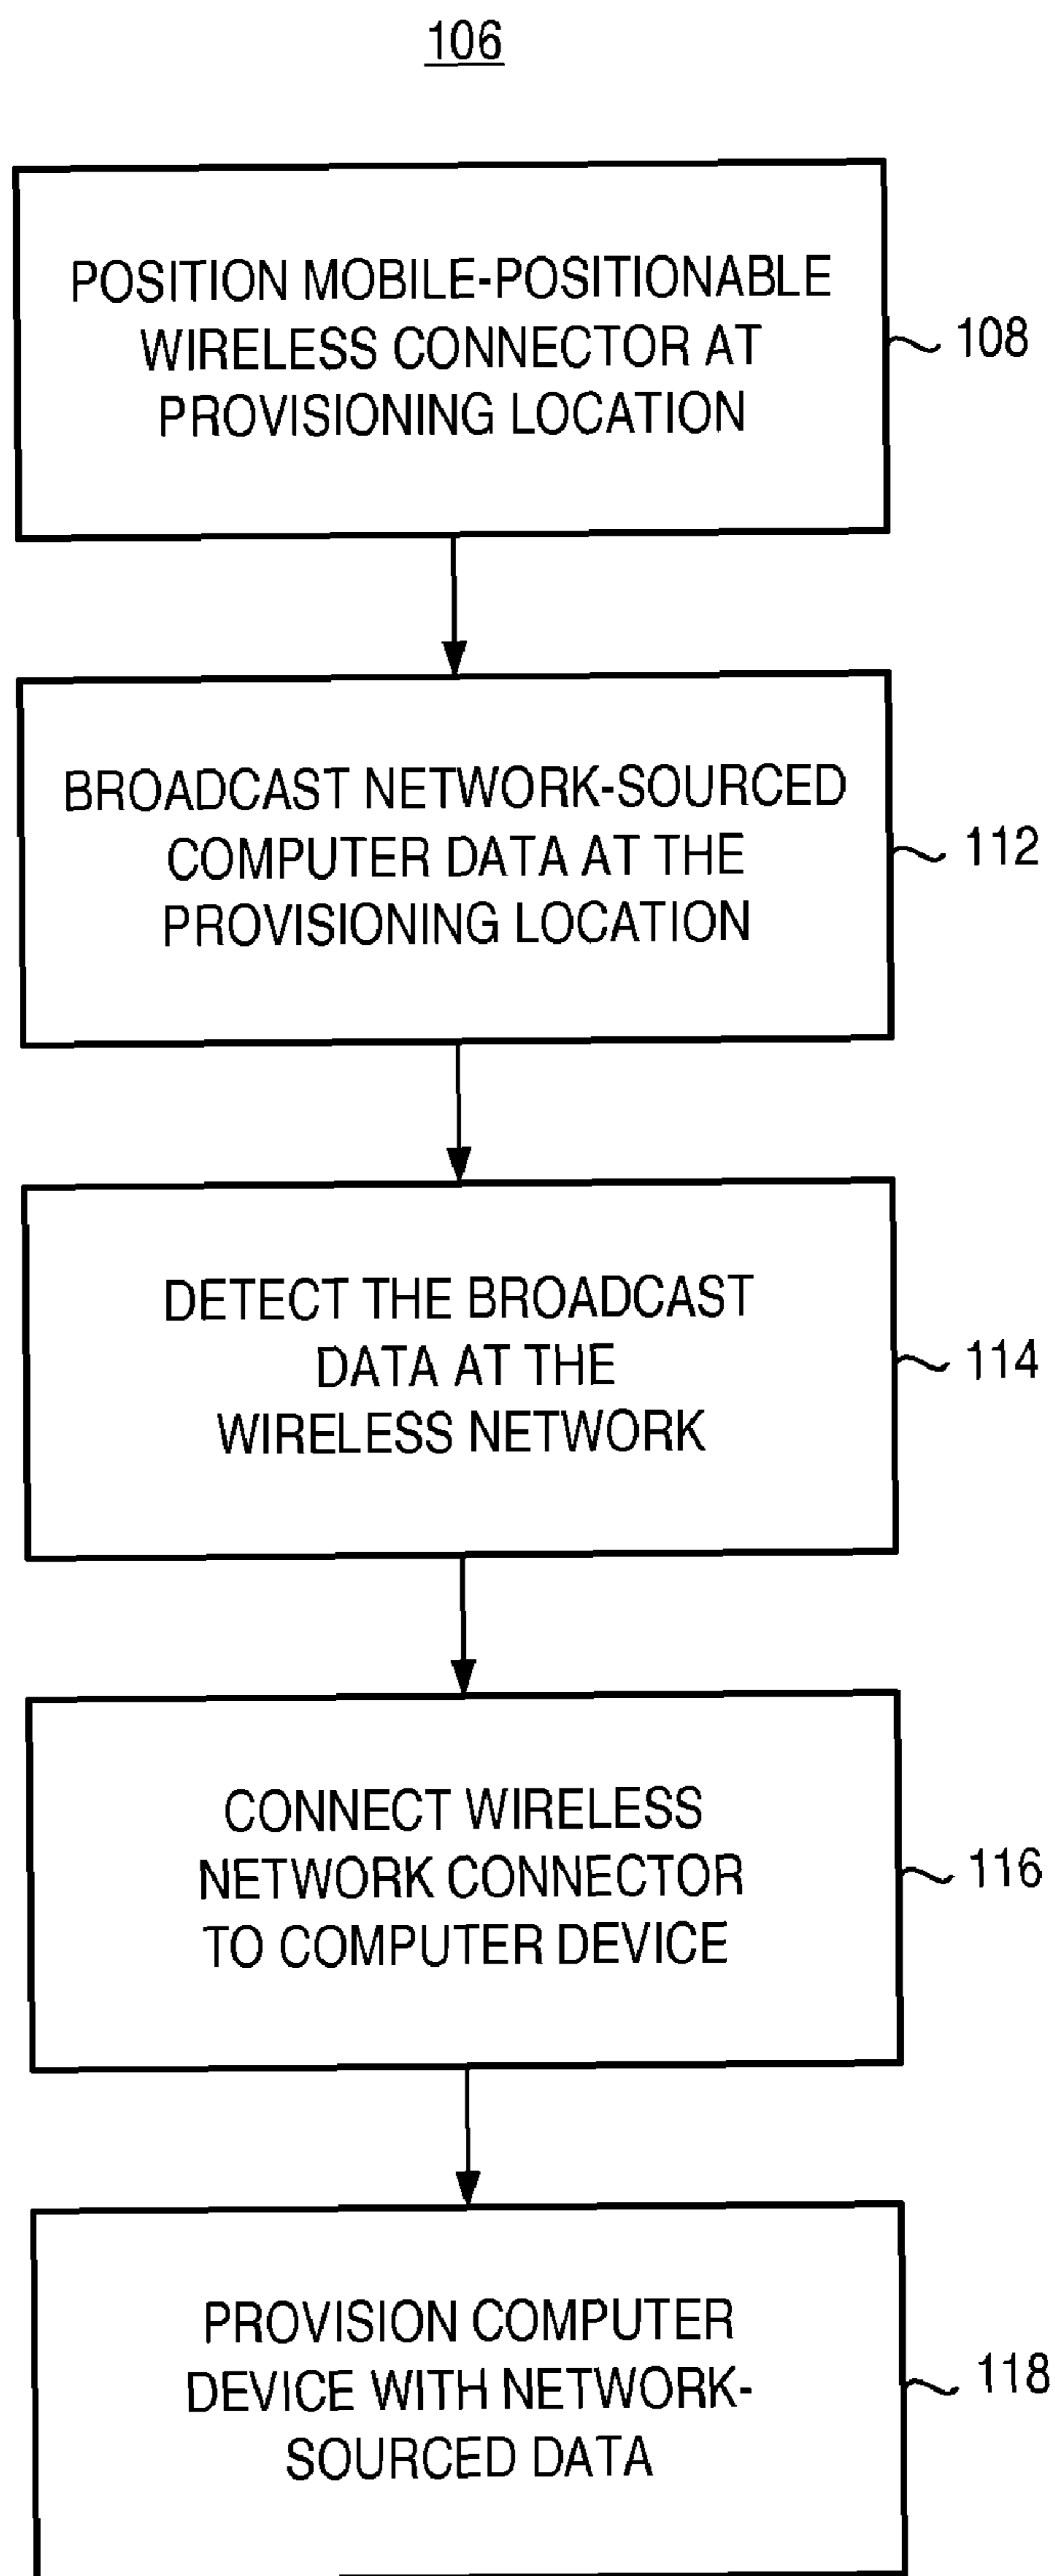 106
POSITION MOBILE-POSITIONABLE
WIRELESS CONNECTOR AT
PROVISIONING LOCATION
108
BROADCAST NETWORK-SOURCED
COMPUTER DATA AT THE
PROVISIONING LOCATION
112
DETECT THE BROADCAST
DATA AT THE
WIRELESS NETWORK
114
CONNECT WIRELESS
NETWORK CONNECTOR
TO COMPUTER DEVICE
116
PROVISION COMPUTER
DEVICE WITH NETWORK-
SOURCED DATA
118